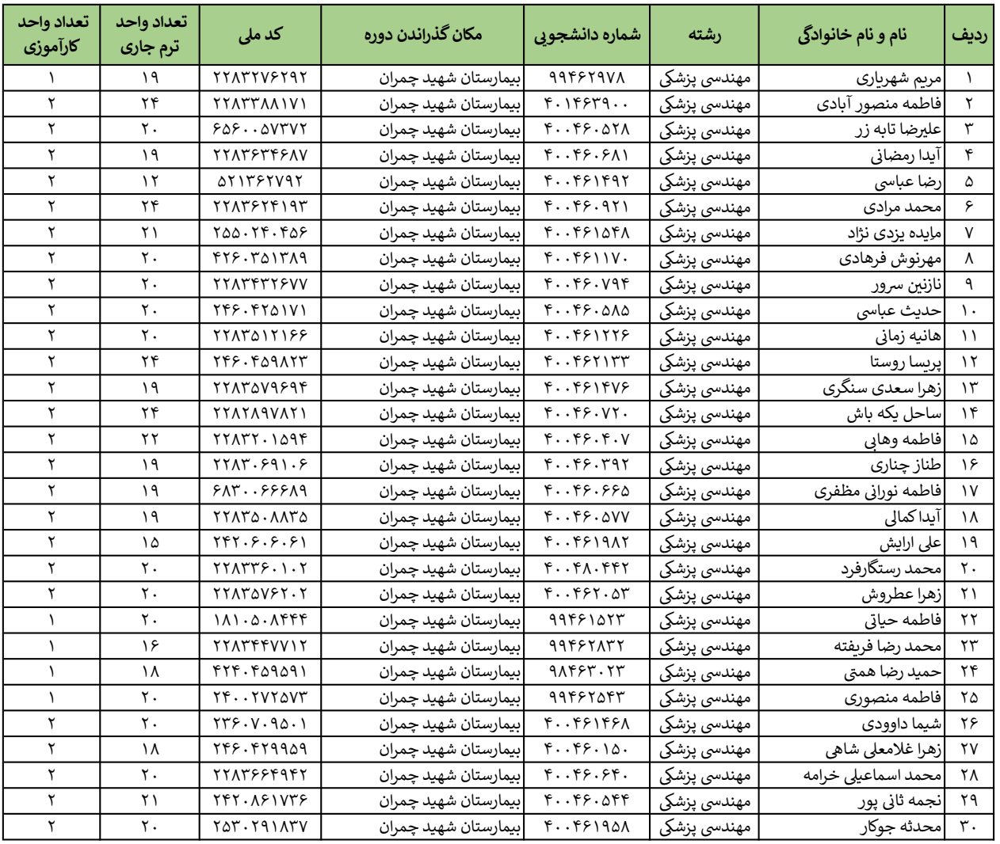 ردیف نام و نام خانوادگی رشته شماره دانشجویی مکان گذراندن دوره کد ملی تعداد واحد ترم جاری تعداد واحد کارآموزی
۱ مریم شهریاری مهندسی پزشکی ۹۹۴۶۲۹۷۸ بیمارستان شهید چمران ۲۲۸۳۲۷۶۲۹۲ ۱۹ ۱
۲ فاطمه منصور آبادی مهندسی پزشکی ۴۰۱۴۶۳۹۰۰ بیمارستان شهید چمران ۲۲۸۳۳۸۸۱۷۱ ۲۴ ۲
۳ علیرضا تابه زر مهندسی پزشکی ۴۰۰۴۶۰۵۲۸ بیمارستان شهید چمران ۶۵۶۰۰۵۷۳۷۲ ۲۰ ۲
۴ آیدا رمضانی مهندسی پزشکی ۴۰۰۴۶۰۶۸۱ بیمارستان شهید چمران ۲۲۸۳۶۳۴۶۸۷ ۱۹ ۲
۵ رضا عباسی مهندسی پزشکی ۴۰۰۴۶۱۴۹۲ بیمارستان شهید چمران ۵۲۱۳۶۲۷۹۲ ۱۲ ۲
۶ محمد مرادی مهندسی پزشکی ۴۰۰۴۶۰۹۲۱ بیمارستان شهید چمران ۲۲۸۳۶۲۴۱۹۳ ۲۴ ۲
۷ مایده یزدی نژاد مهندسی پزشکی ۴۰۰۴۶۱۵۴۸ بیمارستان شهید چمران ۲۵۵۰۲۴۰۴۵۶ ۲۱ ۲
۸ مهرنوش فرهادی مهندسی پزشکی ۴۰۰۴۶۱۱۷۰ بیمارستان شهید چمران ۴۲۶۰۳۵۱۳۸۹ ۲۰ ۲
۹ نازنین سرور مهندسی پزشکی ۴۰۰۴۶۰۷۹۴ بیمارستان شهید چمران ۲۲۸۳۴۳۲۶۷۷ ۲۰ ۲
۱۰ حدیث عباسی مهندسی پزشکی ۴۰۰۴۶۰۵۸۵ بیمارستان شهید چمران ۲۴۶۰۴۲۵۱۷۱ ۲۰ ۲
۱۱ هانیه زمانی مهندسی پزشکی ۴۰۰۴۶۱۲۲۶ بیمارستان شهید چمران ۲۲۸۳۵۱۲۱۶۶ ۲۰ ۲
۱۲ پریسا روستا مهندسی پزشکی ۴۰۰۴۶۲۱۳۳ بیمارستان شهید چمران ۲۴۶۰۴۵۹۸۲۳ ۲۴ ۲
۱۳ زهرا سعدی سنگری مهندسی پزشکی ۴۰۰۴۶۱۴۷۶ بیمارستان شهید چمران ۲۲۸۳۵۷۹۶۹۴ ۱۹ ۲
۱۴ ساحل یکه باش مهندسی پزشکی ۴۰۰۴۶۰۷۲۰ بیمارستان شهید چمران ۲۲۸۲۸۹۷۸۲۱ ۲۴ ۲
۱۵ فاطمه وهابی مهندسی پزشکی ۴۰۰۴۶۰۴۰۷ بیمارستان شهید چمران ۲۲۸۳۲۰۱۵۹۴ ۲۲ ۲
۱۶ طناز چناری مهندسی پزشکی ۴۰۰۴۶۰۳۹۲ بیمارستان شهید چمران ۲۲۸۳۰۶۹۱۰۶ ۱۹ ۲
۱۷ فاطمه نورانی مظفری مهندسی پزشکی ۴۰۰۴۶۰۶۶۵ بیمارستان شهید چمران ۶۸۳۰۰۶۶۶۸۹ ۱۹ ۲
۱۸ آیدا کمالی مهندسی پزشکی ۴۰۰۴۶۰۵۷۷ بیمارستان شهید چمران ۲۲۸۳۵۰۸۸۳۵ ۱۹ ۲
۱۹ علی ارایش مهندسی پزشکی ۴۰۰۴۶۱۹۸۲ بیمارستان شهید چمران ۲۴۲۰۶۰۶۰۶۱ ۱۵ ۲
۲۰ محمد رستگارفرد مهندسی پزشکی ۴۰۰۴۸۰۴۴۲ بیمارستان شهید چمران ۲۲۸۳۳۶۰۱۰۲ ۲۰ ۲
۲۱ زهرا عطروش مهندسی پزشکی ۴۰۰۴۶۲۰۵۳ بیمارستان شهید چمران ۲۲۸۳۵۷۶۲۰۲ ۲۰ ۲
۲۲ فاطمه حیاتی مهندسی پزشکی ۹۹۴۶۱۵۲۳ بیمارستان شهید چمران ۱۸۱۰۵۰۸۴۴۴ ۲۰ ۱
۲۳ محمد رضا فریفته مهندسی پزشکی ۹۹۴۶۲۸۳۲ بیمارستان شهید چمران ۲۲۸۳۴۴۷۷۱۲ ۱۶ ۱
۲۴ حمید رضا همتی مهندسی پزشکی ۹۸۴۶۳۰۲۳ بیمارستان شهید چمران ۴۲۴۰۴۵۹۵۹۱ ۱۸ ۱
۲۵ فاطمه منصوری مهندسی پزشکی ۹۹۴۶۲۵۴۳ بیمارستان شهید چمران ۲۴۰۰۲۷۲۵۷۳ ۲۰ ۱
۲۶ شیما داوودی مهندسی پزشکی ۴۰۰۴۶۱۴۶۸ بیمارستان شهید چمران ۲۳۶۰۷۰۹۵۰۱ ۲۰ ۲
۲۷ زهرا غلامعلی شاهی مهندسی پزشکی ۴۰۰۴۶۰۱۵۰ بیمارستان شهید چمران ۲۴۶۰۴۲۹۹۵۹ ۱۸ ۲
۲۸ محمد اسماعیلی خرامه مهندسی پزشکی ۴۰۰۴۶۰۶۴۰ بیمارستان شهید چمران ۲۲۸۳۶۶۴۹۴۲ ۲۰ ۲
۲۹ نجمه ثانی پور مهندسی پزشکی ۴۰۰۴۶۰۵۴۴ بیمارستان شهید چمران ۲۴۲۰۸۶۱۷۳۶ ۲۱ ۲
۳۰ محدثه جوکار مهندسی پزشکی ۴۰۰۴۶۱۹۵۸ بیمارستان شهید چمران ۲۵۳۰۲۹۱۸۳۷ ۲۰ ۲